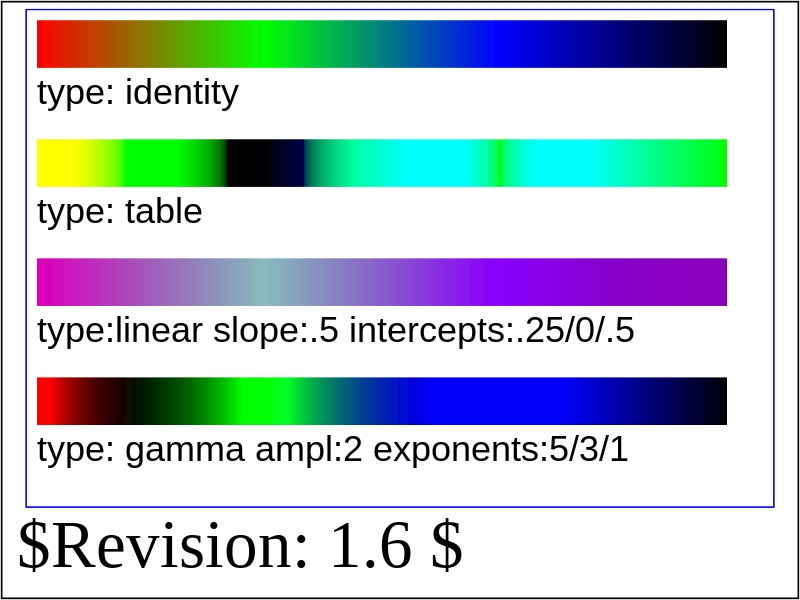 type: identity
type: table
type:linear slope:.5 intercepts:.25/0/.5
type: gamma ampl:2 exponents:5/3/1
$Revision: 1.6 $